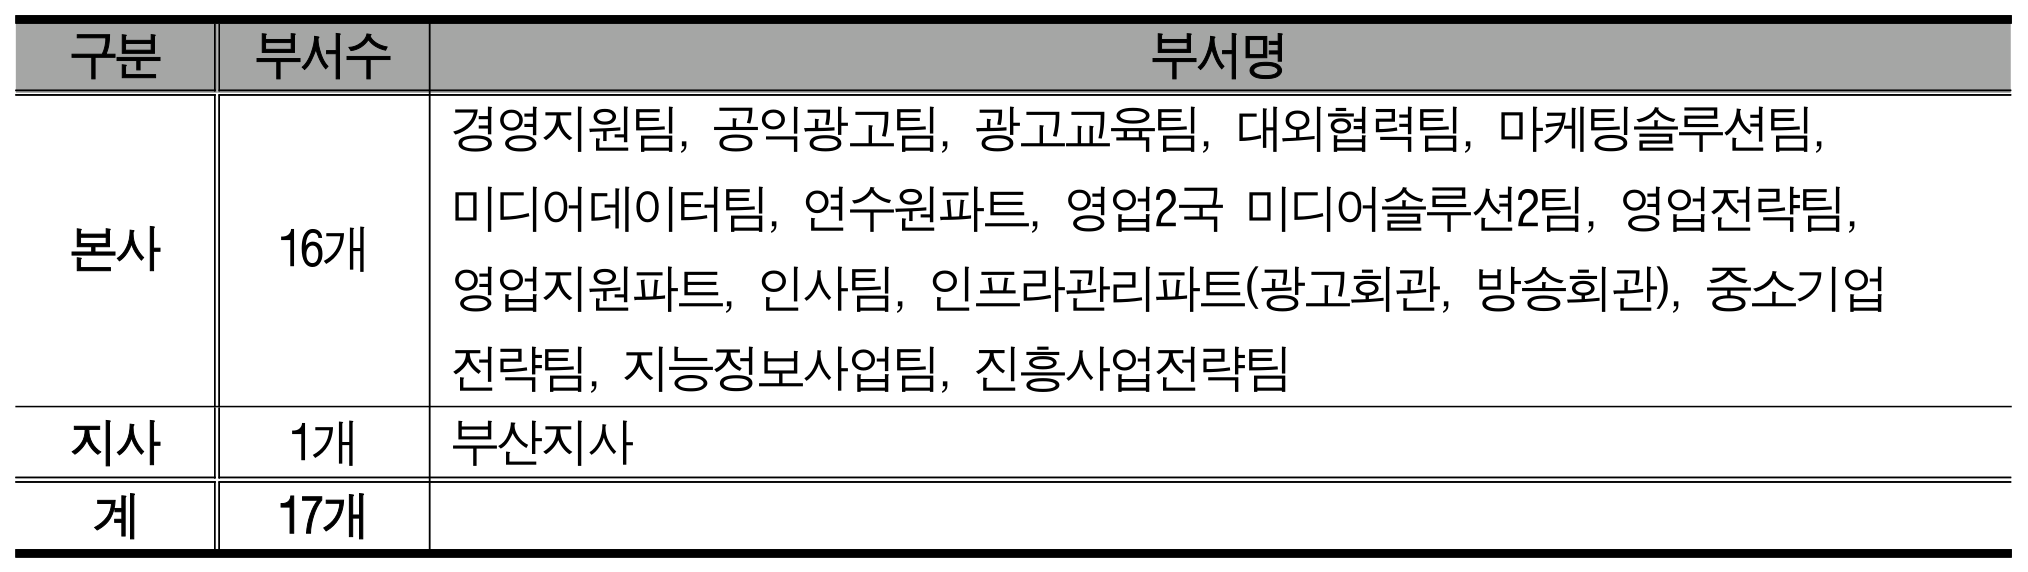 구분 부서수 부서명
본사 16개 경영지원팀, 공익광고팀, 광고교육팀, 대외협력팀, 마케팅솔루션팀,
미디어데이터팀, 연수원파트, 영업2국 미디어솔루션2팀, 영업전략팀,
영업지원파트, 인사팀, 인프라관리파트(광고회관, 방송회관), 중소기업
전략팀, 지능정보사업팀, 진흥사업전략팀
지사 1개 부산지사
계 17개